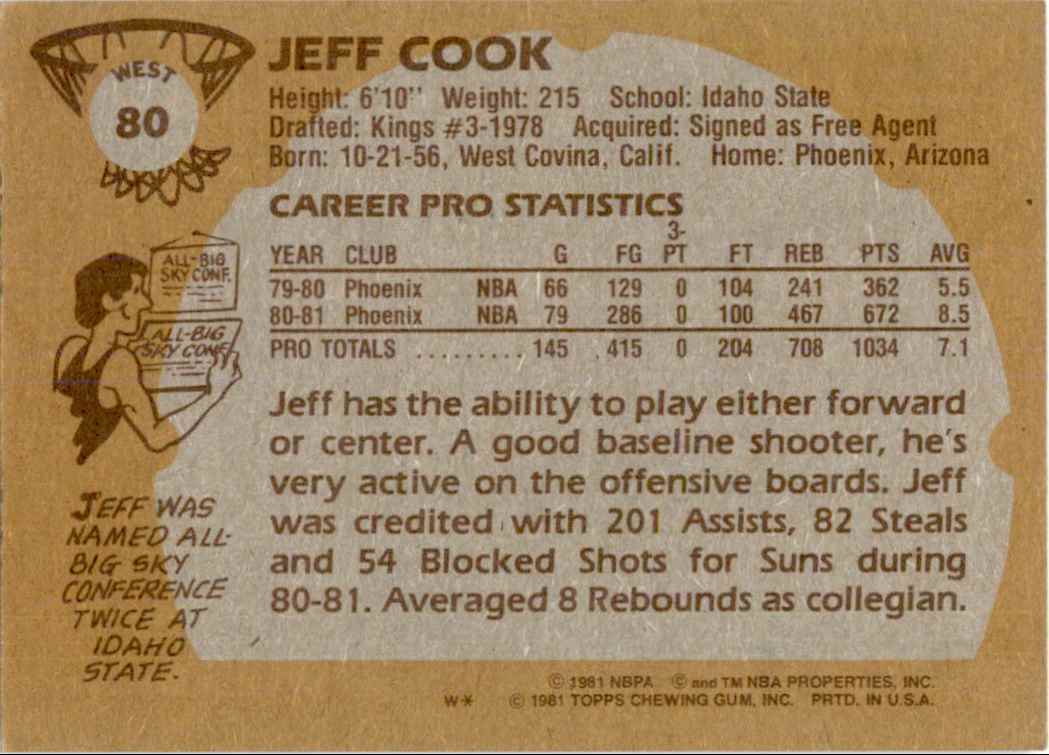 WEST
80
JEFF COOK
Height: 6'10" Weight: 215 School: Idaho State
Drafted: Kings #3-1978 Acquired: Signed as Free Agent
Born: 10-21-56, West Covina, Calif. Home: Phoenix, Arizona
CAREER PRO STATISTICS
YEAR CLUB G FG 3-PT FT REB PTS AVG
79-80 Phoenix NBA 66 129 0 104 241 362 5.5
80-81 Phoenix NBA 79 286 0 100 467 672 8.5
PRO TOTALS ......... 145 415 0 204 708 1034 7.1
ALL-BIG
SKY CONF.
ALL-BIG
SKY CONF.
Jeff has the ability to play either forward
or center. A good baseline shooter, he's
very active on the offensive boards. Jeff
was credited with 201 Assists, 82 Steals
and 54 Blocked Shots for Suns during
80-81. Averaged 8 Rebounds as collegian.
JEFF WAS
NAMED ALL-
BIG SKY
CONFERENCE
TWICE AT
IDAHO
STATE.
© 1981 NBPA © and TM NBA PROPERTIES, INC.
W* © 1981 TOPPS CHEWING GUM, INC. PRTD. IN U.S.A.